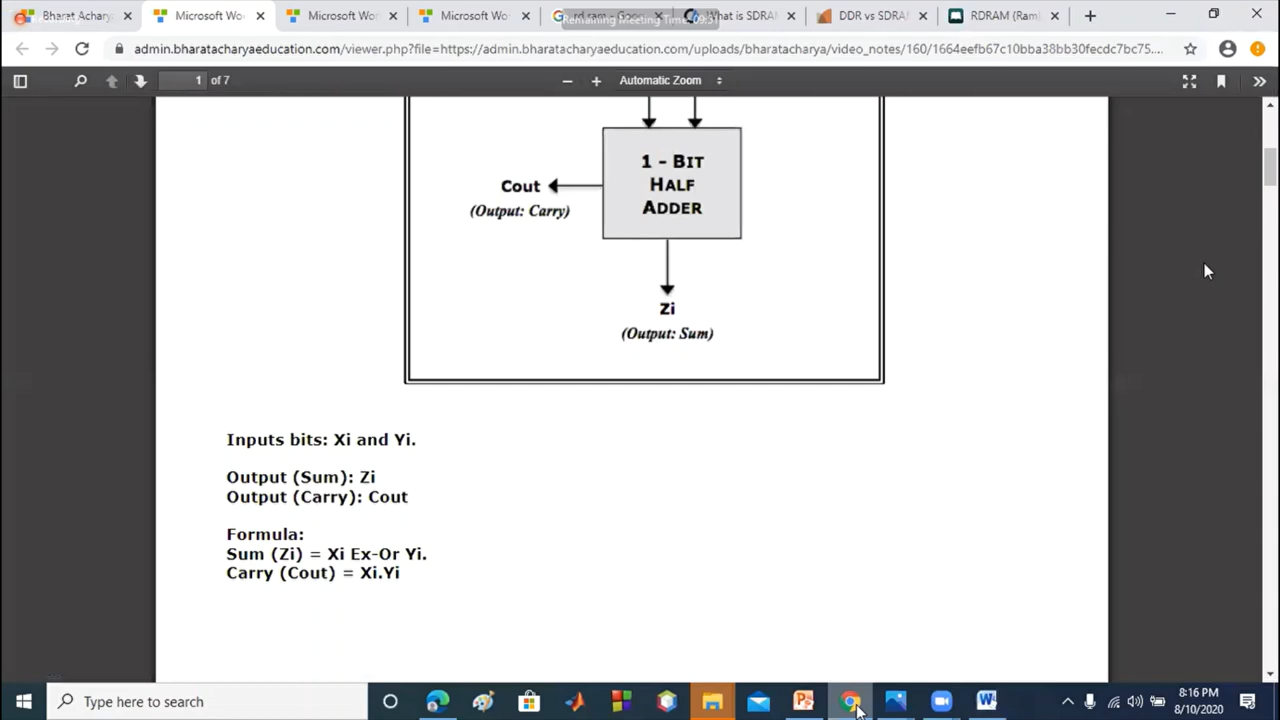 Bharat Achary
Microsoft Wo
Microsoft Wo
Microsoft Wo
Remaining Meeting Time:
What is SDRAM
DDR vs SDRA
RDRAM (Ram
admin.bharatacharyaeducation.com/viewer.php?file=https://admin.bharatacharyaeducation.com/uploads/bharatacharya/video_notes/160/1664eefb67c10bba38bb30fecdc7bc75....
1 of 7
Automatic Zoom
1 - BIT
HALF
ADDER
Cout
(Output: Carry)
Zi
(Output: Sum)
Inputs bits: Xi and Yi.
Output (Sum): Zi
Output (Carry): Cout
Formula:
Sum (Zi) = Xi Ex-Or Yi.
Carry (Cout) = Xi.Yi
Type here to search
8:16 PM
8/10/2020